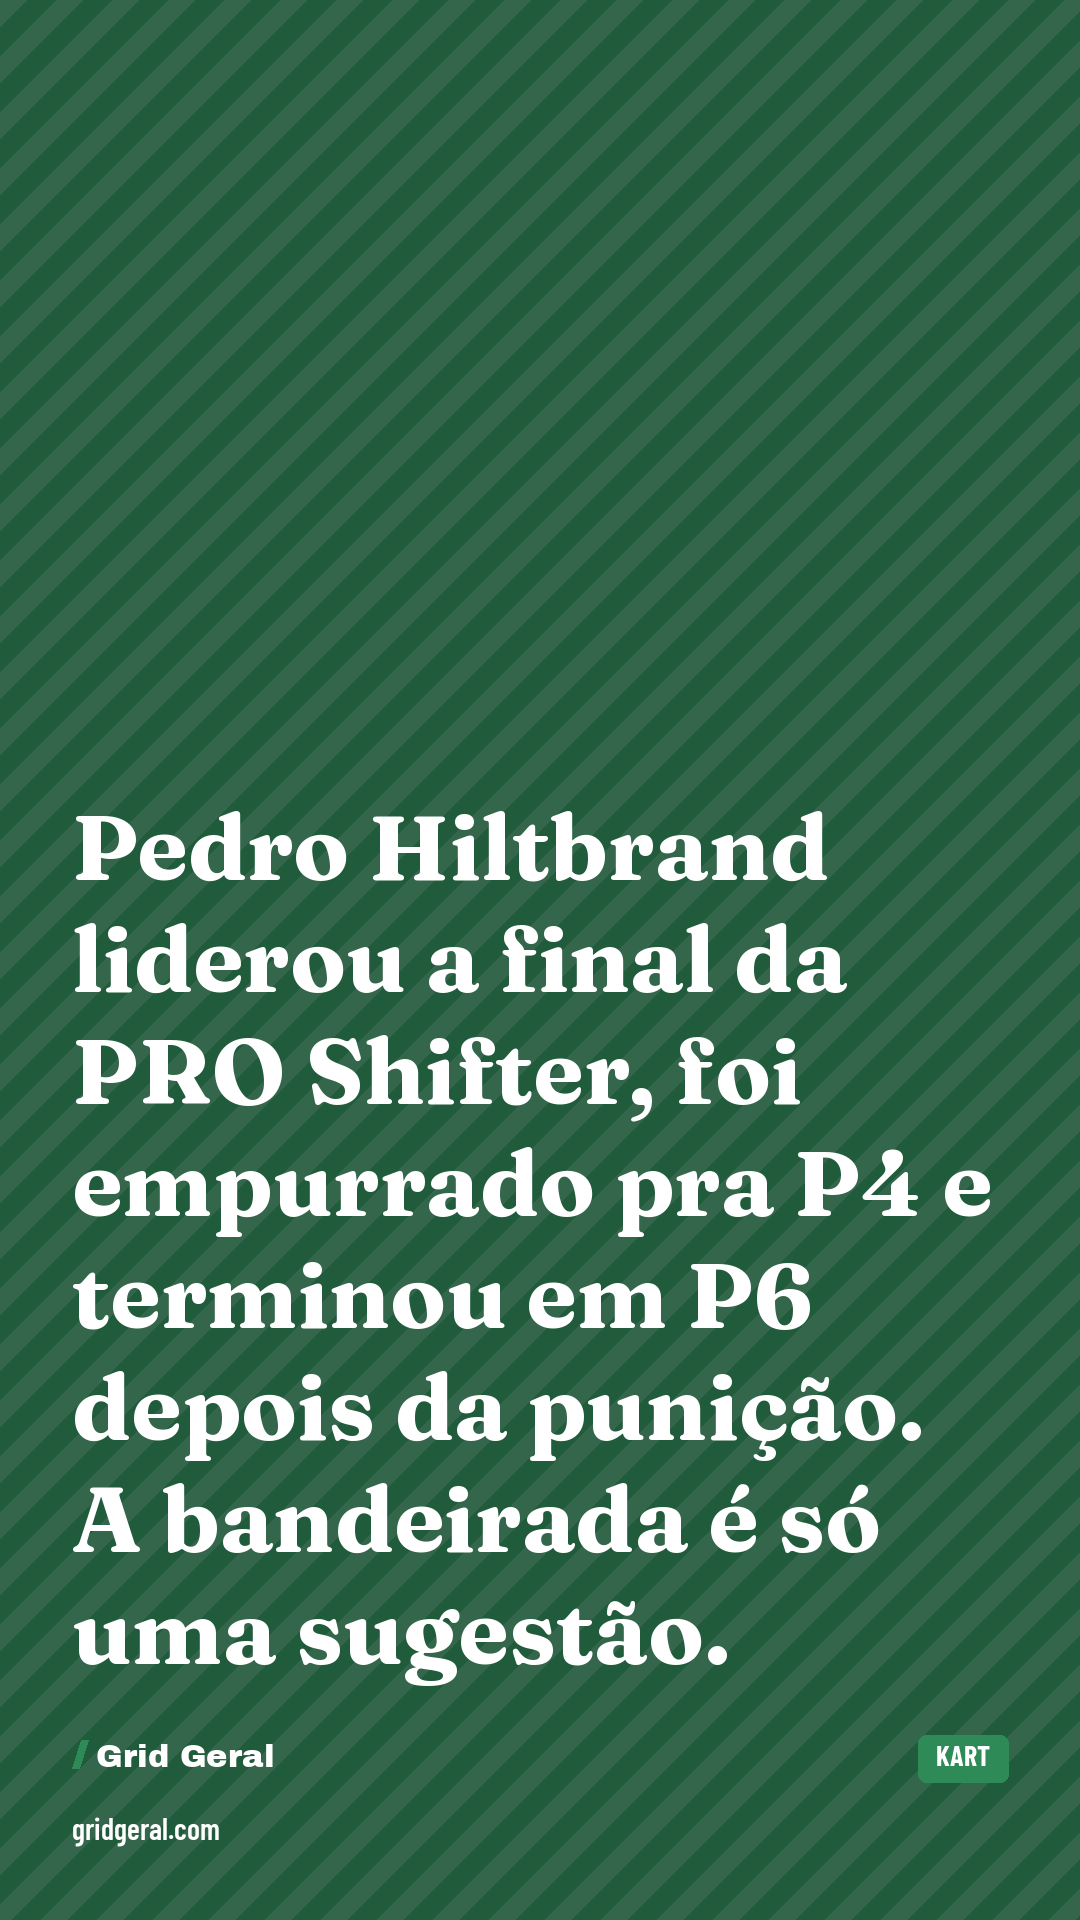 Pedro Hiltbrand
liderou a final da
PRO Shifter, foi
empurrado pra P4 e
terminou em P6
depois da punição.
A bandeirada é só
uma sugestão.
/ Grid Geral
KART
gridgeral.com